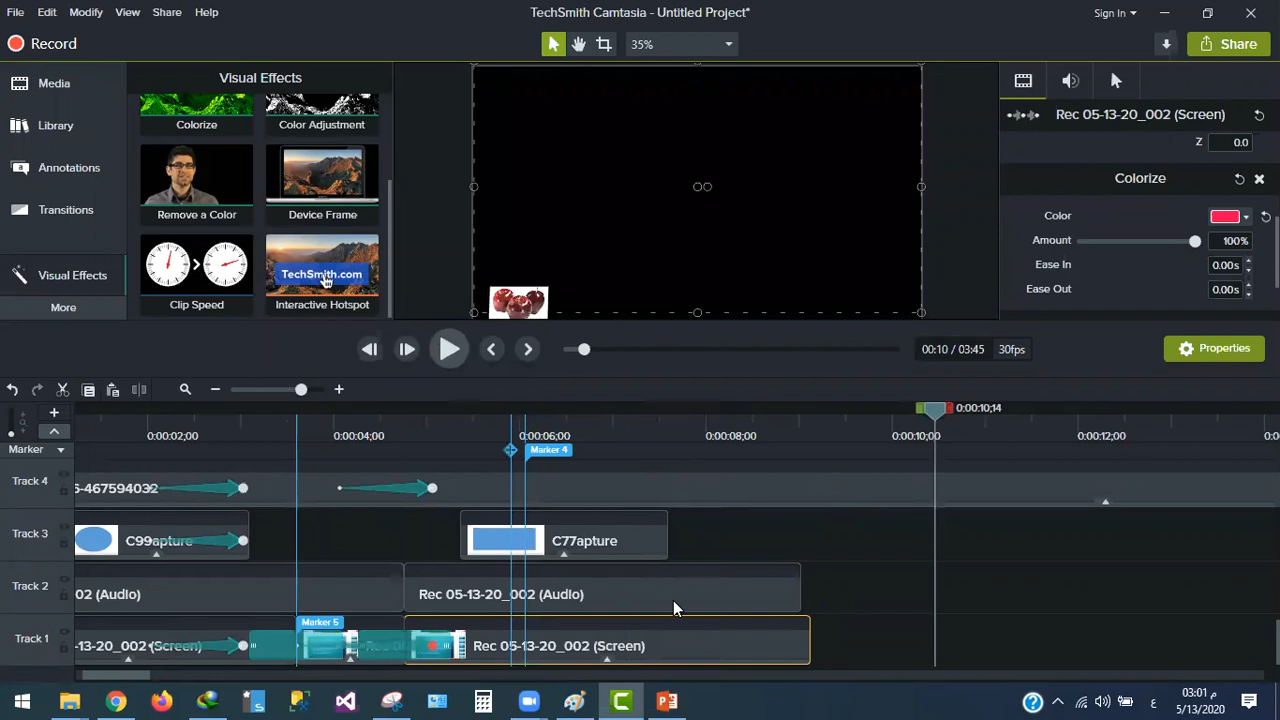 File Edit Modify View Share Help
TechSmith Camtasia - Untitled Project*
Sign In
Record
35%
Share
Media
Library
Annotations
Transitions
Visual Effects
More
Visual Effects
Colorize
Color Adjustment
Remove a Color
Device Frame
TechSmith.com
Clip Speed
Interactive Hotspot
Rec 05-13-20_002 (Screen)
Z 0.0
Colorize
Color
Amount 100%
Ease In 0.00s
Ease Out 0.00s
00:10 / 03:45 30fps
Properties
0:00:10;14
0:00:02;00 0:00:04;00 0:00:06;00 0:00:08;00 0:00:10;00 0:00:12;00
Marker
Marker 4
Track 4
6-467594032
Track 3
C99apture
C77apture
Track 2
02 (Audio)
Rec 05-13-20_002 (Audio)
Marker 5
Track 1
-13-20_002 (Screen)
Rec 05-13-20_002 (Screen)
ع
03:01 م
5/13/2020